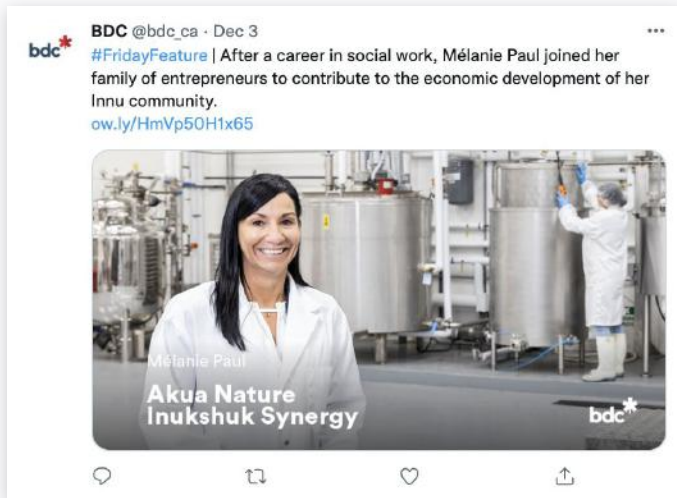 BDC @bdc_ca · Dec 3
bdc*
#FridayFeature | After a career in social work, Mélanie Paul joined her
family of entrepreneurs to contribute to the economic development of her
Innu community.
ow.ly/HmVp50H1x65
Mélanie Paul
Akua Nature
Inukshuk Synergy
bdc*